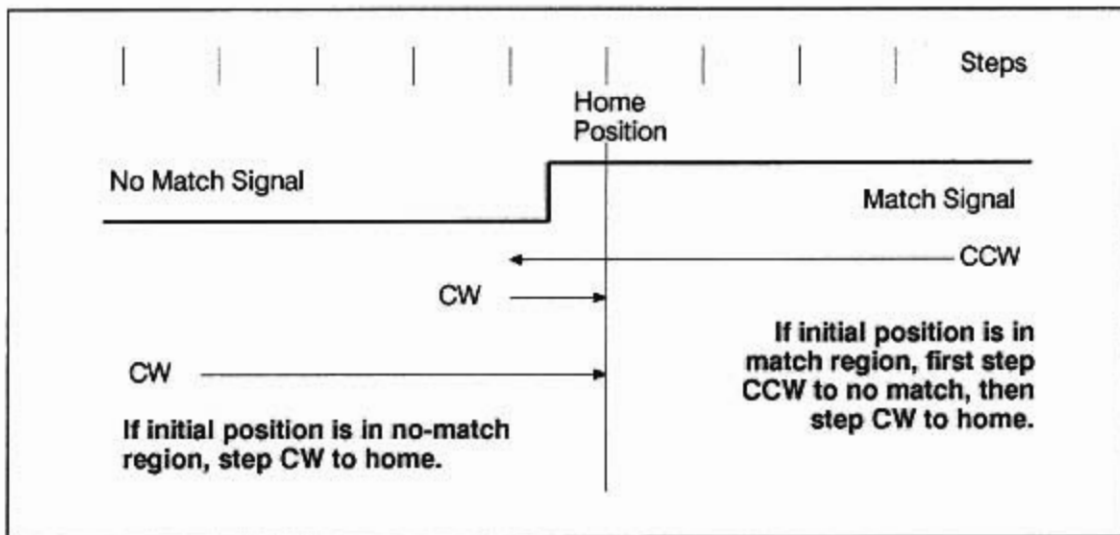 Steps
Home
Position
No Match Signal
Match Signal
CCW
CW
CW
If initial position is in
match region, first step
CCW to no match, then
step CW to home.
If initial position is in no-match
region, step CW to home.